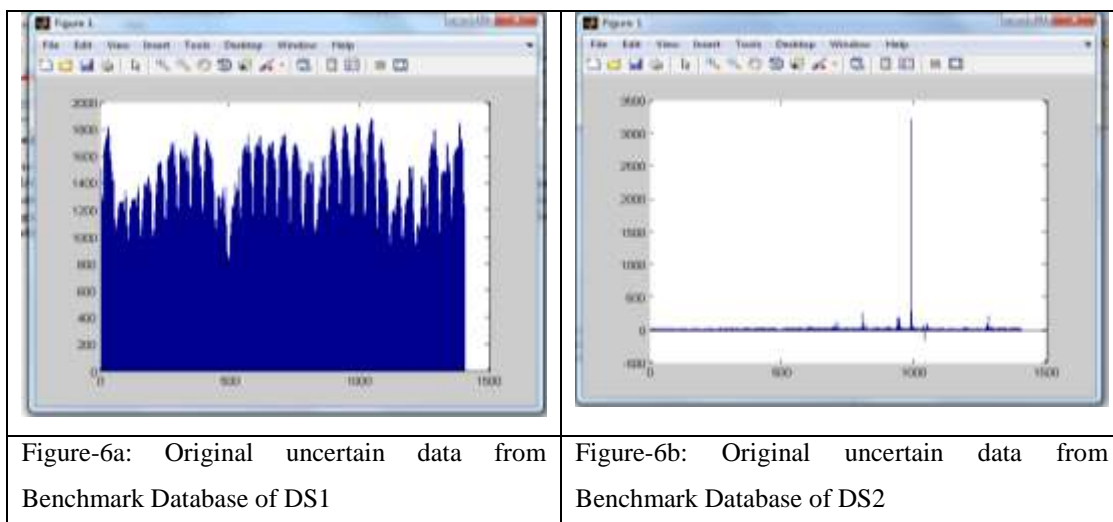 Figure 1
File Edit View Insert Tools Desktop Window Help
2000
1800
1600
1400
1200
1000
800
600
400
200
0
0 500 1000 1500
Figure 1
File Edit View Insert Tools Desktop Window Help
3500
3000
2500
2000
1500
1000
500
0
-500
0 500 1000 1500
Figure-6a: Original uncertain data from
Benchmark Database of DS1
Figure-6b: Original uncertain data from
Benchmark Database of DS2